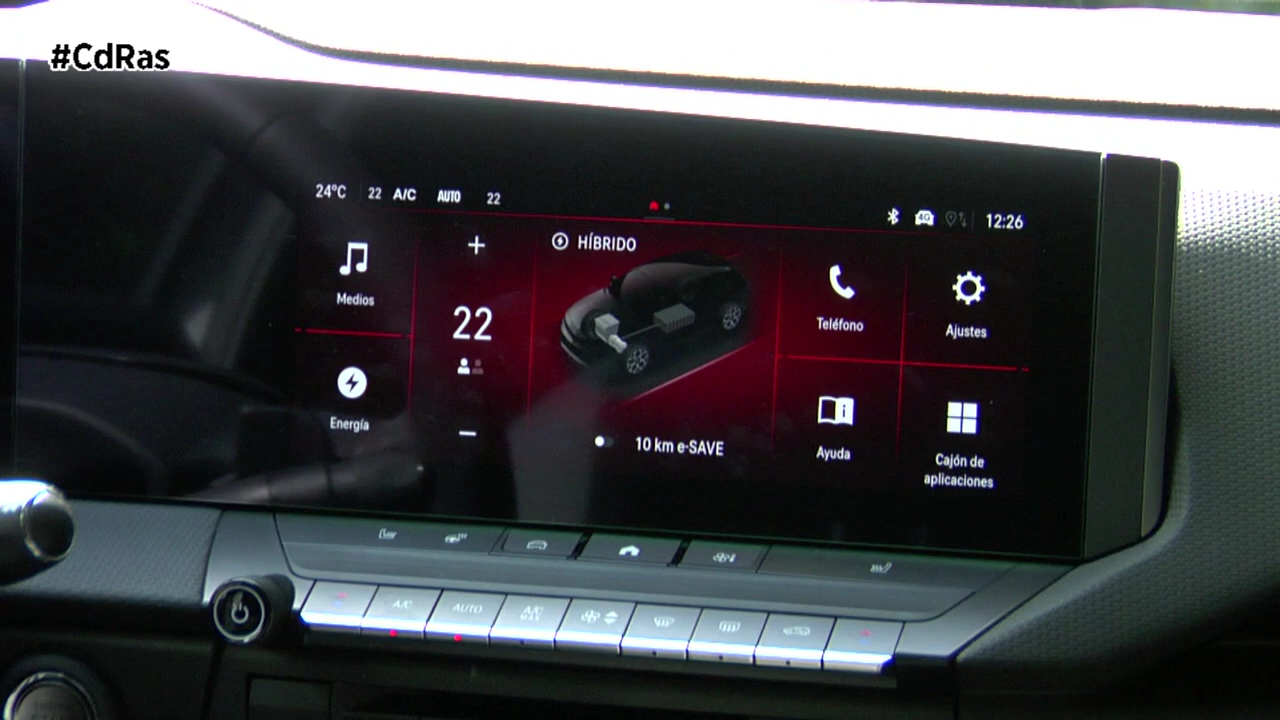 #CdRas
24°C 22 A/C AUTO 22
4G 12:26
HÍBRIDO
Medios
22
Teléfono
Ajustes
Energía
10 km e-SAVE
Ayuda
Cajón de
aplicaciones
A/C
AUTO
A/C
MAX